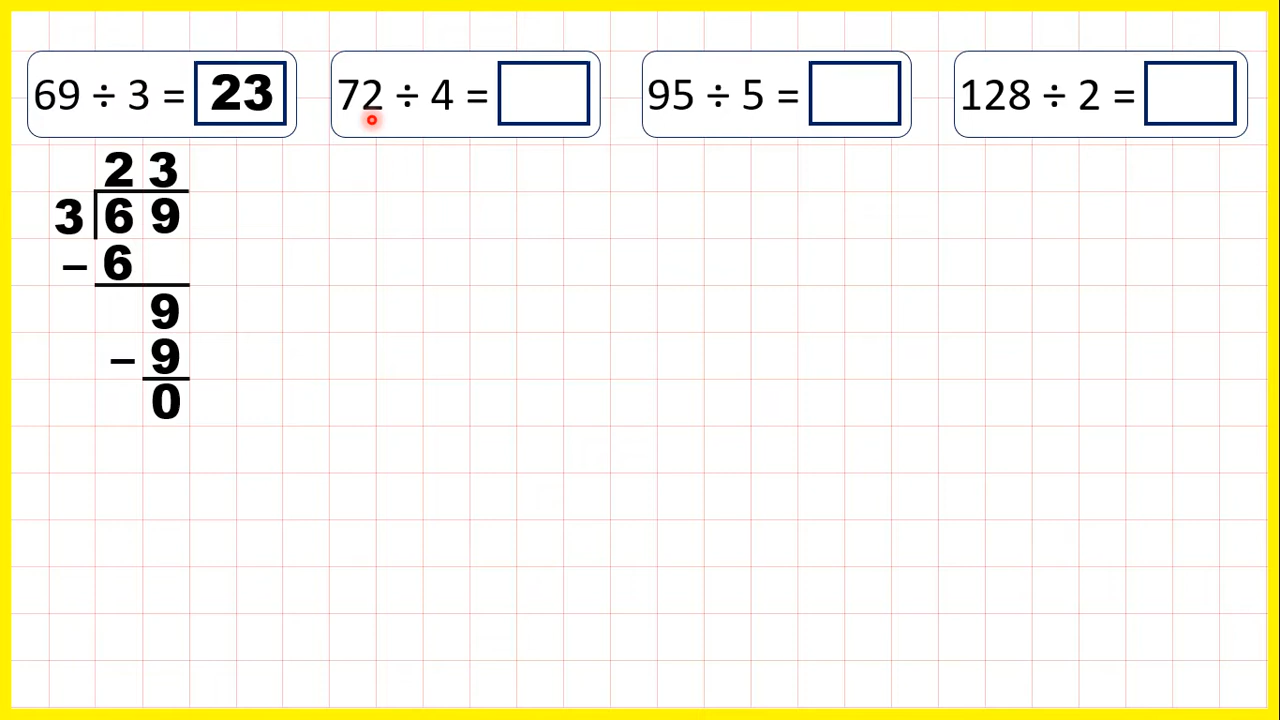 69 ÷ 3 = 23
72 ÷ 4 =
95 ÷ 5 =
128 ÷ 2 =
2 3
3 6 9
– 6
9
– 9
0